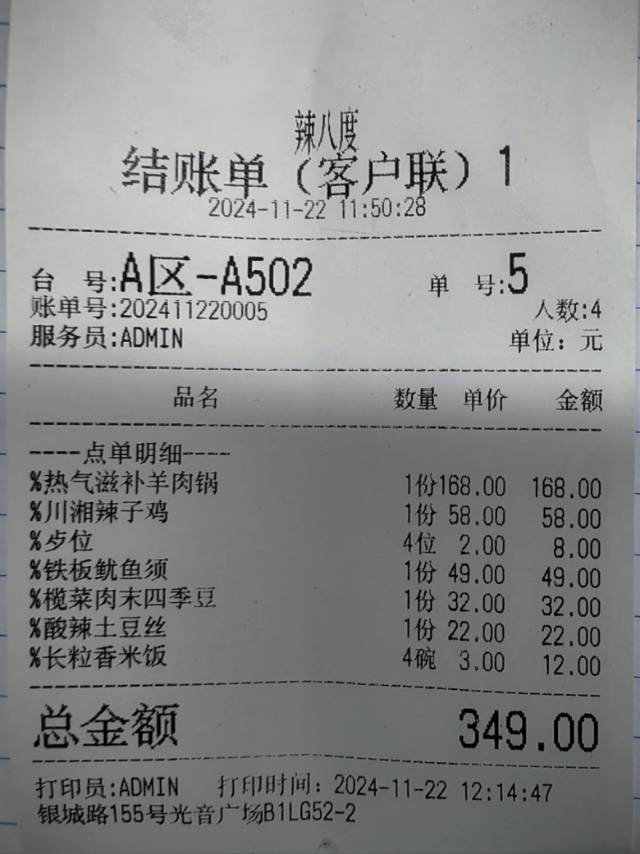 辣八度
结账单（客户联）1
2024-11-22 11:50:28
台 号:A区-A502 单 号:5
账单号:202411220005 人数:4
服务员:ADMIN 单位：元
品名 数量 单价 金额
----点单明细----
%热气滋补羊肉锅 1份168.00 168.00
%川湘辣子鸡 1份 58.00 58.00
%歺位 4位 2.00 8.00
%铁板鱿鱼须 1份 49.00 49.00
%榄菜肉末四季豆 1份 32.00 32.00
%酸辣土豆丝 1份 22.00 22.00
%长粒香米饭 4碗 3.00 12.00
总金额 349.00
打印员:ADMIN 打印时间：2024-11-22 12:14:47
银城路155号光音广场B1LG52-2